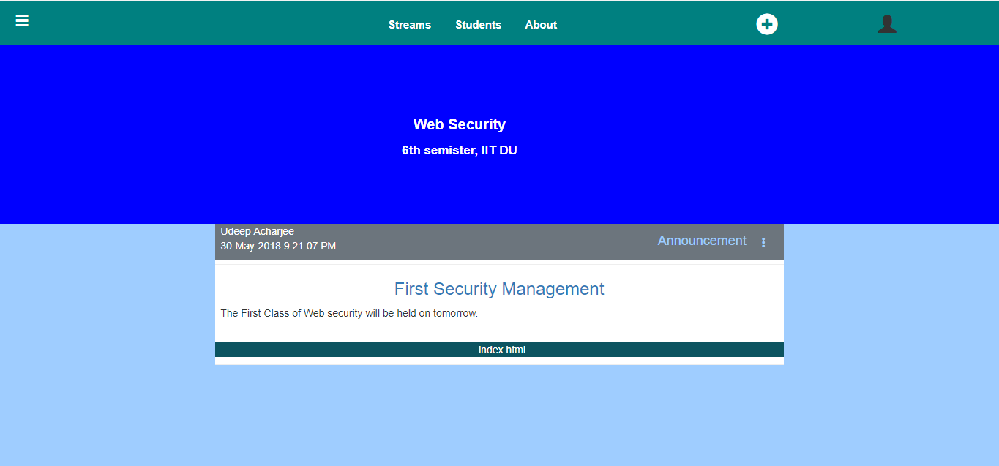 Streams Students About
Web Security
6th semister, IIT DU
Udeep Acharjee
30-May-2018 9:21:07 PM
Announcement
First Security Management
The First Class of Web security will be held on tomorrow.
index.html